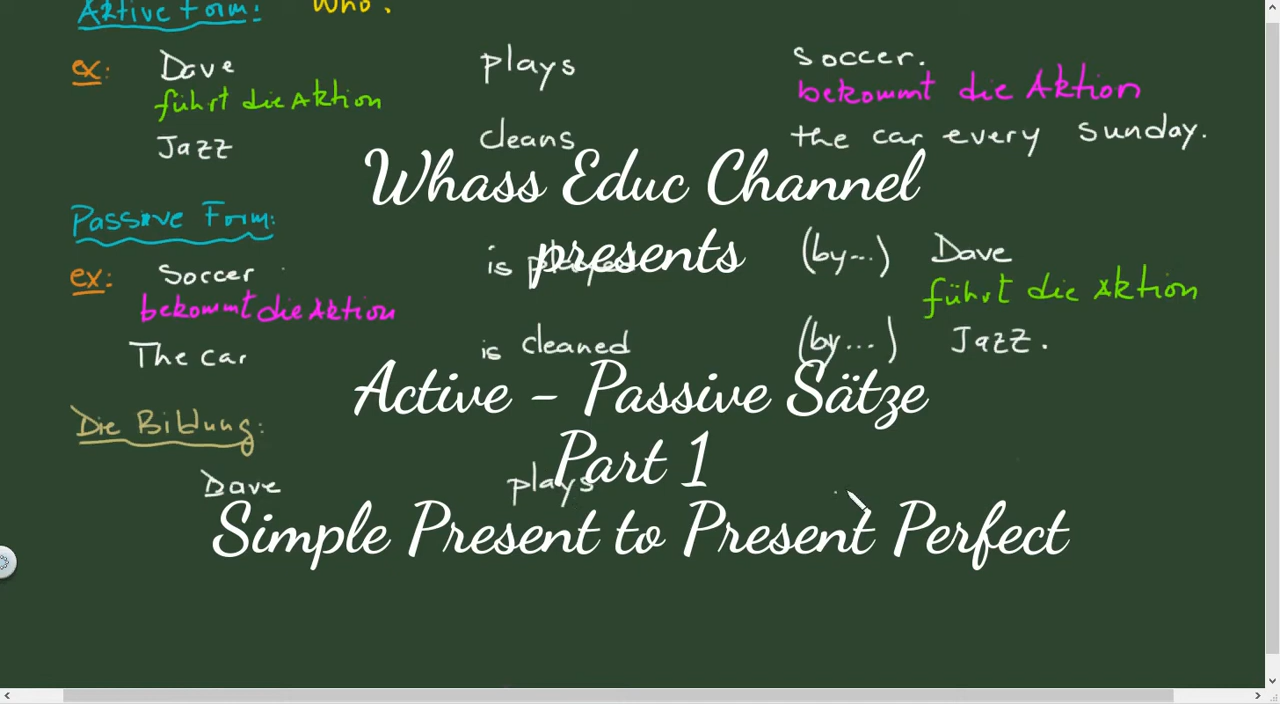 Aktive Form: Who?
ex: Dave plays soccer.
führt die Aktion bekommt die Aktion
Jazz cleans the car every sunday.
Whass Educ Channel
Passive Form:
presents
ex: Soccer is played (by...) Dave
bekommt die Aktion führt die Aktion
The car is cleaned (by...) Jazz.
Active - Passive Sätze
Die Bildung:
Part 1
Dave plays
Simple Present to Present Perfect